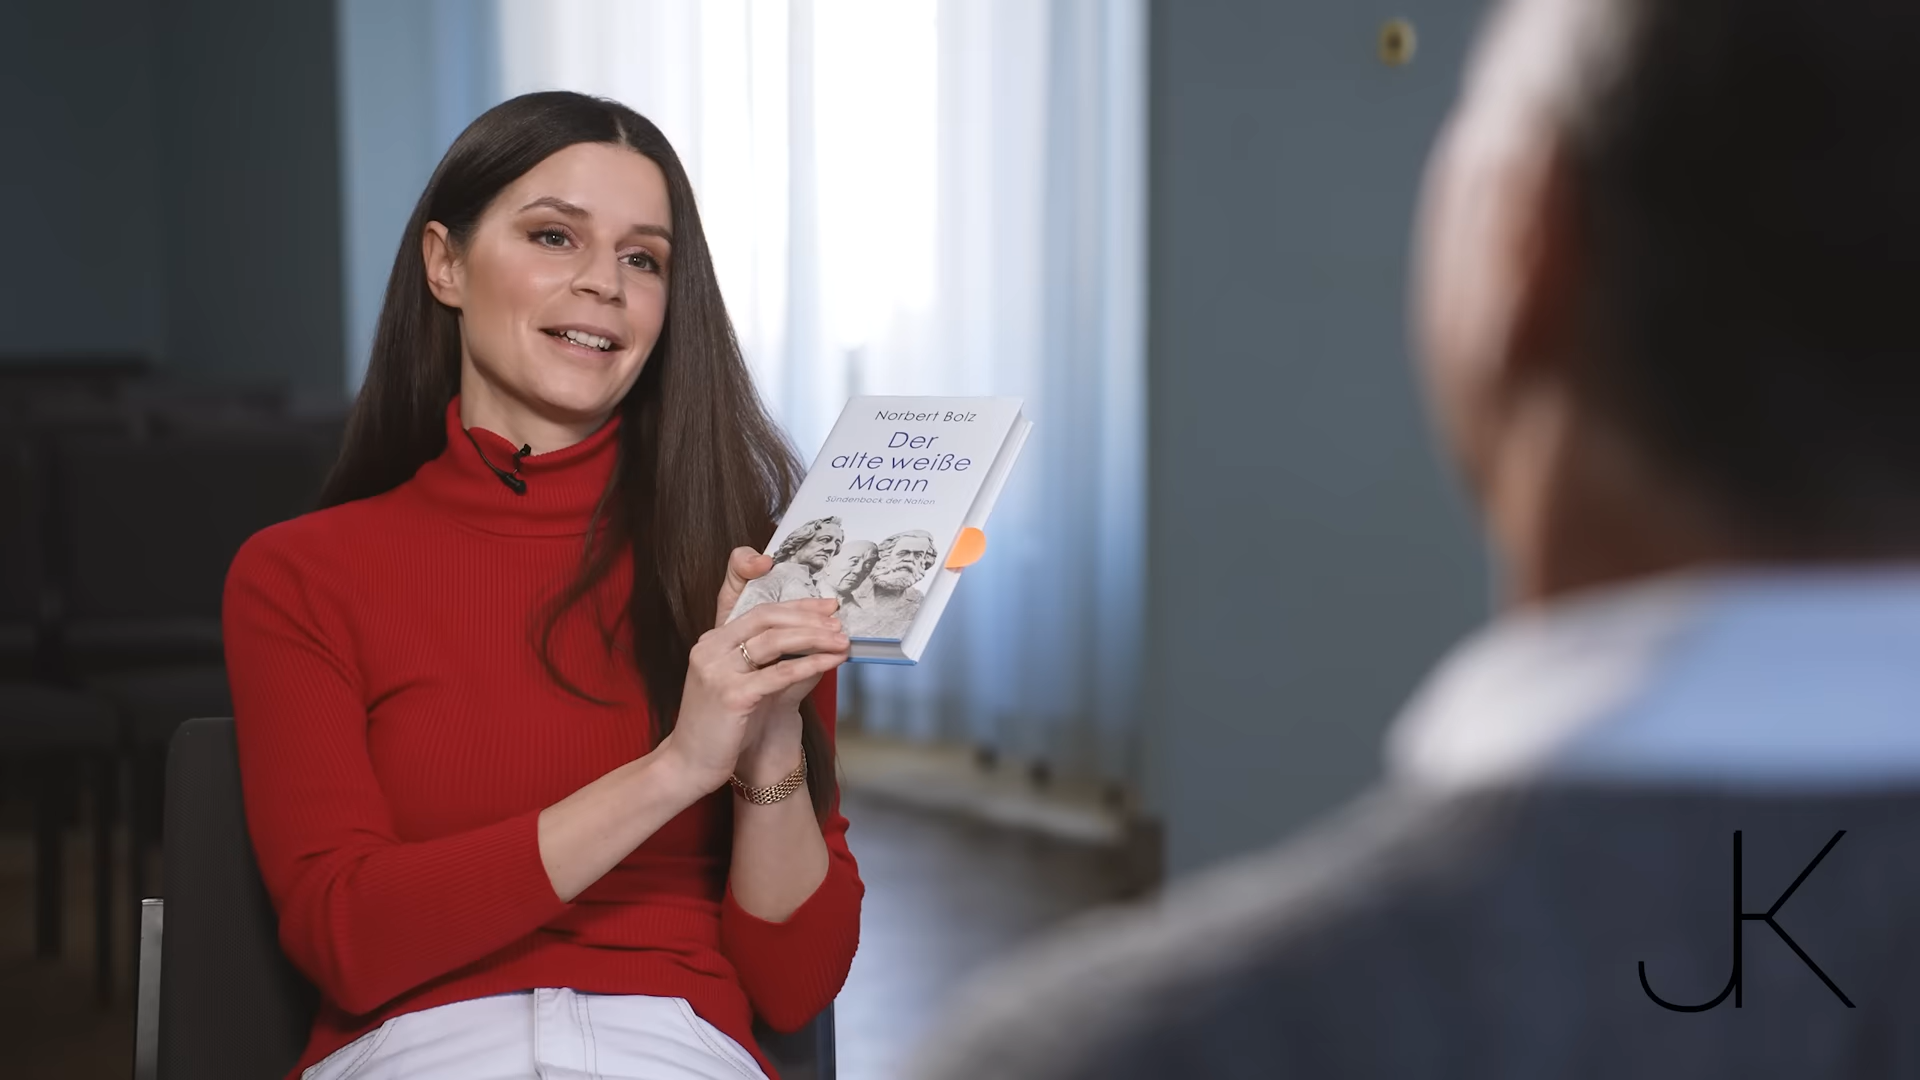 Norbert Bolz
Der
alte weiße
Mann
Sündenbock der Nation
JK